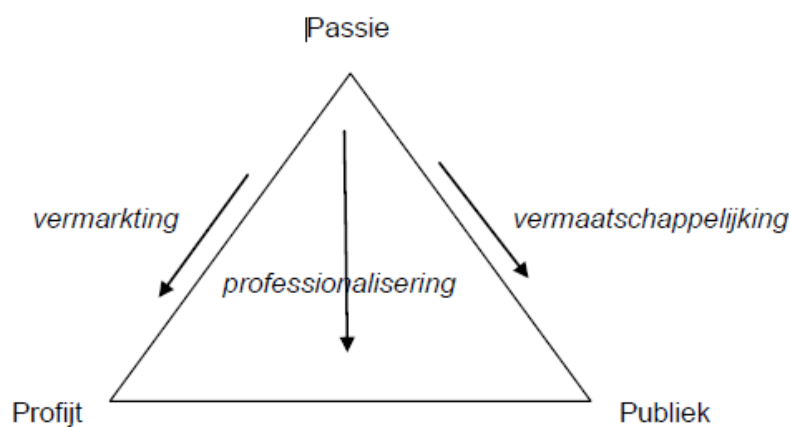 Passie
vermarkting
vermaatschappelijking
professionalisering
Profijt
Publiek